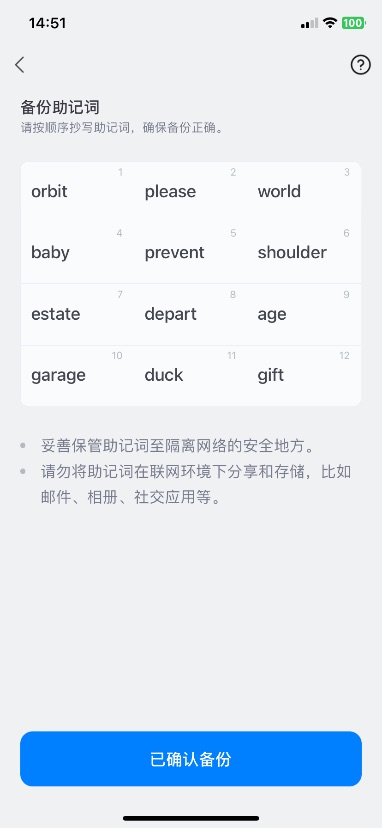 14:51
100
备份助记词
请按顺序抄写助记词，确保备份正确。
1 2 3
orbit please world
4 5 6
baby prevent shoulder
7 8 9
estate depart age
10 11 12
garage duck gift
妥善保管助记词至隔离网络的安全地方。
请勿将助记词在联网环境下分享和存储，比如
邮件、相册、社交应用等。
已确认备份